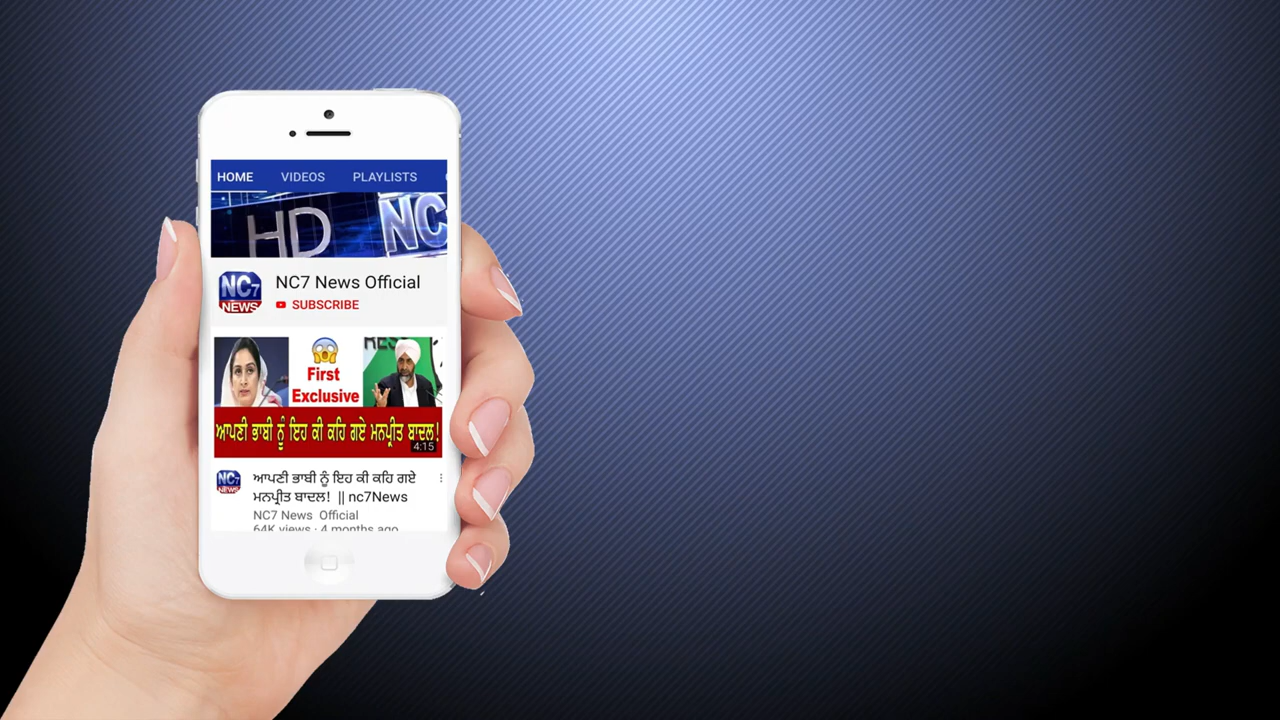 HOME VIDEOS PLAYLISTS
HD NC
NC7 NEWS
NC7 News Official
SUBSCRIBE
RES
First
Exclusive
ਆਪਣੀ ਭਾਬੀ ਨੂੰ ਇਹ ਕੀ ਕਹਿ ਗਏ ਮਨਪ੍ਰੀਤ ਬਾਦਲ!
4:15
NC7 NEWS
ਆਪਣੀ ਭਾਬੀ ਨੂੰ ਇਹ ਕੀ ਕਹਿ ਗਏ
ਮਨਪ੍ਰੀਤ ਬਾਦਲ! || nc7News
NC7 News Official
64K views · 4 months ago